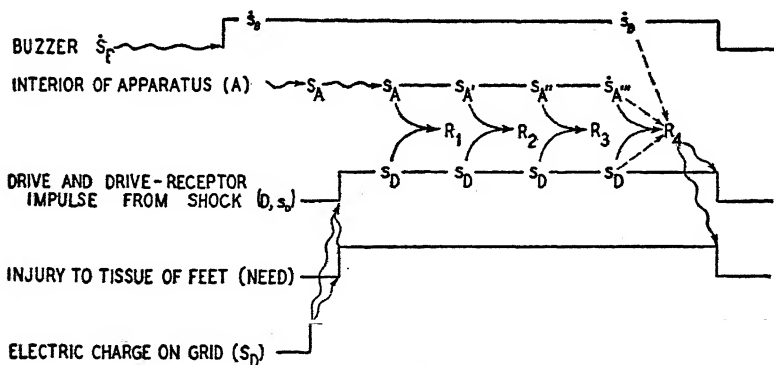 ṡ_B ṡ_B
BUZZER Ṡ_B
INTERIOR OF APPARATUS (A) S_A s_A s_A' s_A'' s_A'''
R_1 R_2 R_3 R_4
DRIVE AND DRIVE-RECEPTOR s_D s_D s_D s_D
IMPULSE FROM SHOCK (D, s_D)
INJURY TO TISSUE OF FEET (NEED)
ELECTRIC CHARGE ON GRID (S_D)